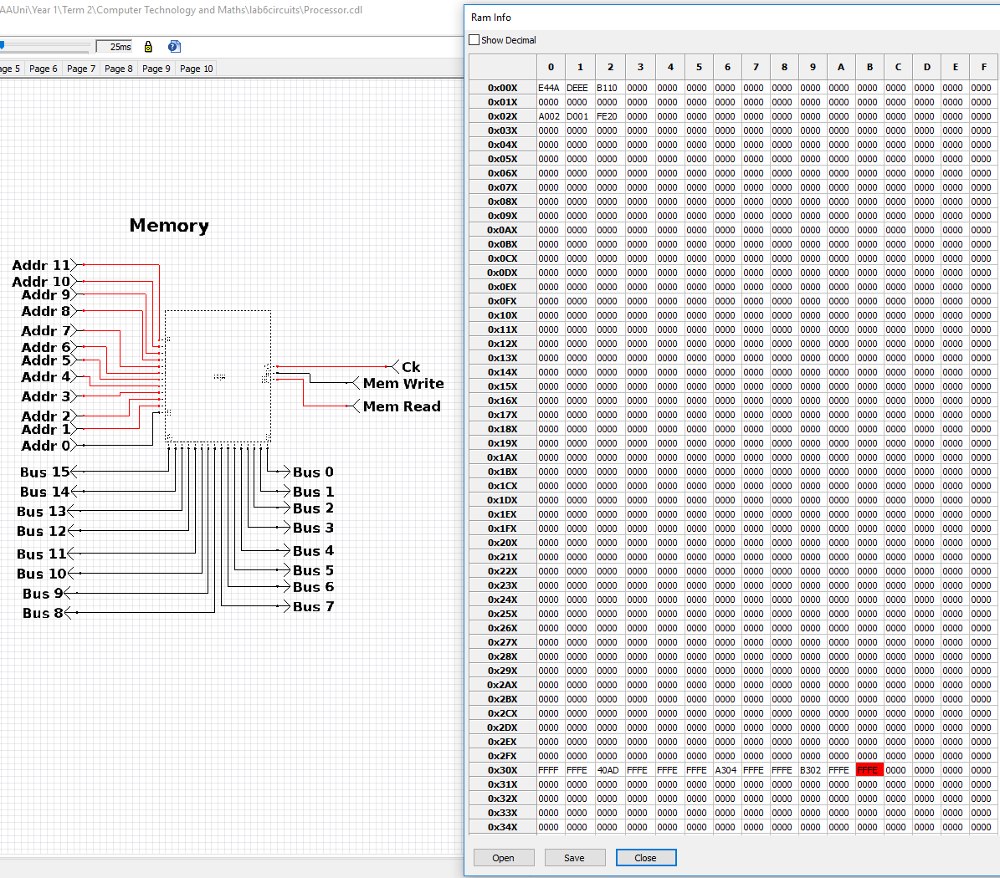 AAUni\Year 1\Term 2\Computer Technology and Maths\lab6circuits\Processor.cdl
25ms
age 5 Page 6 Page 7 Page 8 Page 9 Page 10
Memory
Addr 11
Addr 10
Addr 9
Addr 8
Addr 7
Addr 6
Addr 5
Addr 4
Addr 3
Addr 2
Addr 1
Addr 0
Ck
Mem Write
Mem Read
Bus 15
Bus 14
Bus 13
Bus 12
Bus 11
Bus 10
Bus 9
Bus 8
Bus 0
Bus 1
Bus 2
Bus 3
Bus 4
Bus 5
Bus 6
Bus 7
Ram Info
Show Decimal
0 1 2 3 4 5 6 7 8 9 A B C D E F
0x00X E44A DEEE B110 0000 0000 0000 0000 0000 0000 0000 0000 0000 0000 0000 0000 0000
0x01X 0000 0000 0000 0000 0000 0000 0000 0000 0000 0000 0000 0000 0000 0000 0000 0000
0x02X A002 D001 FE20 0000 0000 0000 0000 0000 0000 0000 0000 0000 0000 0000 0000 0000
0x03X 0000 0000 0000 0000 0000 0000 0000 0000 0000 0000 0000 0000 0000 0000 0000 0000
0x04X 0000 0000 0000 0000 0000 0000 0000 0000 0000 0000 0000 0000 0000 0000 0000 0000
0x05X 0000 0000 0000 0000 0000 0000 0000 0000 0000 0000 0000 0000 0000 0000 0000 0000
0x06X 0000 0000 0000 0000 0000 0000 0000 0000 0000 0000 0000 0000 0000 0000 0000 0000
0x07X 0000 0000 0000 0000 0000 0000 0000 0000 0000 0000 0000 0000 0000 0000 0000 0000
0x08X 0000 0000 0000 0000 0000 0000 0000 0000 0000 0000 0000 0000 0000 0000 0000 0000
0x09X 0000 0000 0000 0000 0000 0000 0000 0000 0000 0000 0000 0000 0000 0000 0000 0000
0x0AX 0000 0000 0000 0000 0000 0000 0000 0000 0000 0000 0000 0000 0000 0000 0000 0000
0x0BX 0000 0000 0000 0000 0000 0000 0000 0000 0000 0000 0000 0000 0000 0000 0000 0000
0x0CX 0000 0000 0000 0000 0000 0000 0000 0000 0000 0000 0000 0000 0000 0000 0000 0000
0x0DX 0000 0000 0000 0000 0000 0000 0000 0000 0000 0000 0000 0000 0000 0000 0000 0000
0x0EX 0000 0000 0000 0000 0000 0000 0000 0000 0000 0000 0000 0000 0000 0000 0000 0000
0x0FX 0000 0000 0000 0000 0000 0000 0000 0000 0000 0000 0000 0000 0000 0000 0000 0000
0x10X 0000 0000 0000 0000 0000 0000 0000 0000 0000 0000 0000 0000 0000 0000 0000 0000
0x11X 0000 0000 0000 0000 0000 0000 0000 0000 0000 0000 0000 0000 0000 0000 0000 0000
0x12X 0000 0000 0000 0000 0000 0000 0000 0000 0000 0000 0000 0000 0000 0000 0000 0000
0x13X 0000 0000 0000 0000 0000 0000 0000 0000 0000 0000 0000 0000 0000 0000 0000 0000
0x14X 0000 0000 0000 0000 0000 0000 0000 0000 0000 0000 0000 0000 0000 0000 0000 0000
0x15X 0000 0000 0000 0000 0000 0000 0000 0000 0000 0000 0000 0000 0000 0000 0000 0000
0x16X 0000 0000 0000 0000 0000 0000 0000 0000 0000 0000 0000 0000 0000 0000 0000 0000
0x17X 0000 0000 0000 0000 0000 0000 0000 0000 0000 0000 0000 0000 0000 0000 0000 0000
0x18X 0000 0000 0000 0000 0000 0000 0000 0000 0000 0000 0000 0000 0000 0000 0000 0000
0x19X 0000 0000 0000 0000 0000 0000 0000 0000 0000 0000 0000 0000 0000 0000 0000 0000
0x1AX 0000 0000 0000 0000 0000 0000 0000 0000 0000 0000 0000 0000 0000 0000 0000 0000
0x1BX 0000 0000 0000 0000 0000 0000 0000 0000 0000 0000 0000 0000 0000 0000 0000 0000
0x1CX 0000 0000 0000 0000 0000 0000 0000 0000 0000 0000 0000 0000 0000 0000 0000 0000
0x1DX 0000 0000 0000 0000 0000 0000 0000 0000 0000 0000 0000 0000 0000 0000 0000 0000
0x1EX 0000 0000 0000 0000 0000 0000 0000 0000 0000 0000 0000 0000 0000 0000 0000 0000
0x1FX 0000 0000 0000 0000 0000 0000 0000 0000 0000 0000 0000 0000 0000 0000 0000 0000
0x20X 0000 0000 0000 0000 0000 0000 0000 0000 0000 0000 0000 0000 0000 0000 0000 0000
0x21X 0000 0000 0000 0000 0000 0000 0000 0000 0000 0000 0000 0000 0000 0000 0000 0000
0x22X 0000 0000 0000 0000 0000 0000 0000 0000 0000 0000 0000 0000 0000 0000 0000 0000
0x23X 0000 0000 0000 0000 0000 0000 0000 0000 0000 0000 0000 0000 0000 0000 0000 0000
0x24X 0000 0000 0000 0000 0000 0000 0000 0000 0000 0000 0000 0000 0000 0000 0000 0000
0x25X 0000 0000 0000 0000 0000 0000 0000 0000 0000 0000 0000 0000 0000 0000 0000 0000
0x26X 0000 0000 0000 0000 0000 0000 0000 0000 0000 0000 0000 0000 0000 0000 0000 0000
0x27X 0000 0000 0000 0000 0000 0000 0000 0000 0000 0000 0000 0000 0000 0000 0000 0000
0x28X 0000 0000 0000 0000 0000 0000 0000 0000 0000 0000 0000 0000 0000 0000 0000 0000
0x29X 0000 0000 0000 0000 0000 0000 0000 0000 0000 0000 0000 0000 0000 0000 0000 0000
0x2AX 0000 0000 0000 0000 0000 0000 0000 0000 0000 0000 0000 0000 0000 0000 0000 0000
0x2BX 0000 0000 0000 0000 0000 0000 0000 0000 0000 0000 0000 0000 0000 0000 0000 0000
0x2CX 0000 0000 0000 0000 0000 0000 0000 0000 0000 0000 0000 0000 0000 0000 0000 0000
0x2DX 0000 0000 0000 0000 0000 0000 0000 0000 0000 0000 0000 0000 0000 0000 0000 0000
0x2EX 0000 0000 0000 0000 0000 0000 0000 0000 0000 0000 0000 0000 0000 0000 0000 0000
0x2FX 0000 0000 0000 0000 0000 0000 0000 0000 0000 0000 0000 0000 0000 0000 0000 0000
0x30X FFFF FFFE 40AD FFFE FFFE FFFE A304 FFFE FFFE B302 FFFE FFFE 0000 0000 0000 0000
0x31X 0000 0000 0000 0000 0000 0000 0000 0000 0000 0000 0000 0000 0000 0000 0000 0000
0x32X 0000 0000 0000 0000 0000 0000 0000 0000 0000 0000 0000 0000 0000 0000 0000 0000
0x33X 0000 0000 0000 0000 0000 0000 0000 0000 0000 0000 0000 0000 0000 0000 0000 0000
0x34X 0000 0000 0000 0000 0000 0000 0000 0000 0000 0000 0000 0000 0000 0000 0000 0000
Open Save Close